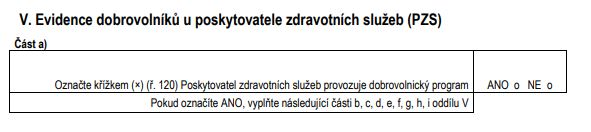 V. Evidence dobrovolníků u poskytovatele zdravotních služeb (PZS)
Část a)
Označte křížkem (×) (ř. 120) Poskytovatel zdravotních služeb provozuje dobrovolnický program ANO o NE o
Pokud označíte ANO, vyplňte následující části b, c, d, e, f, g, h, i oddílu V